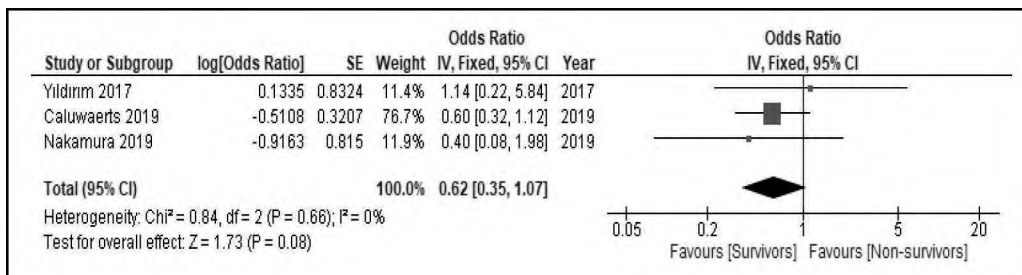 Odds Ratio Odds Ratio
Study or Subgroup log[Odds Ratio] SE Weight IV, Fixed, 95% CI Year IV, Fixed, 95% CI
Yıldırım 2017 0.1335 0.8324 11.4% 1.14 [0.22, 5.84] 2017
Caluwaerts 2019 -0.5108 0.3207 76.7% 0.60 [0.32, 1.12] 2019
Nakamura 2019 -0.9163 0.815 11.9% 0.40 [0.08, 1.98] 2019
Total (95% CI) 100.0% 0.62 [0.35, 1.07]
Heterogeneity: Chi² = 0.84, df = 2 (P = 0.66); I² = 0%
Test for overall effect: Z = 1.73 (P = 0.08)
0.05 0.2 1 5 20
Favours [Survivors] Favours [Non-survivors]